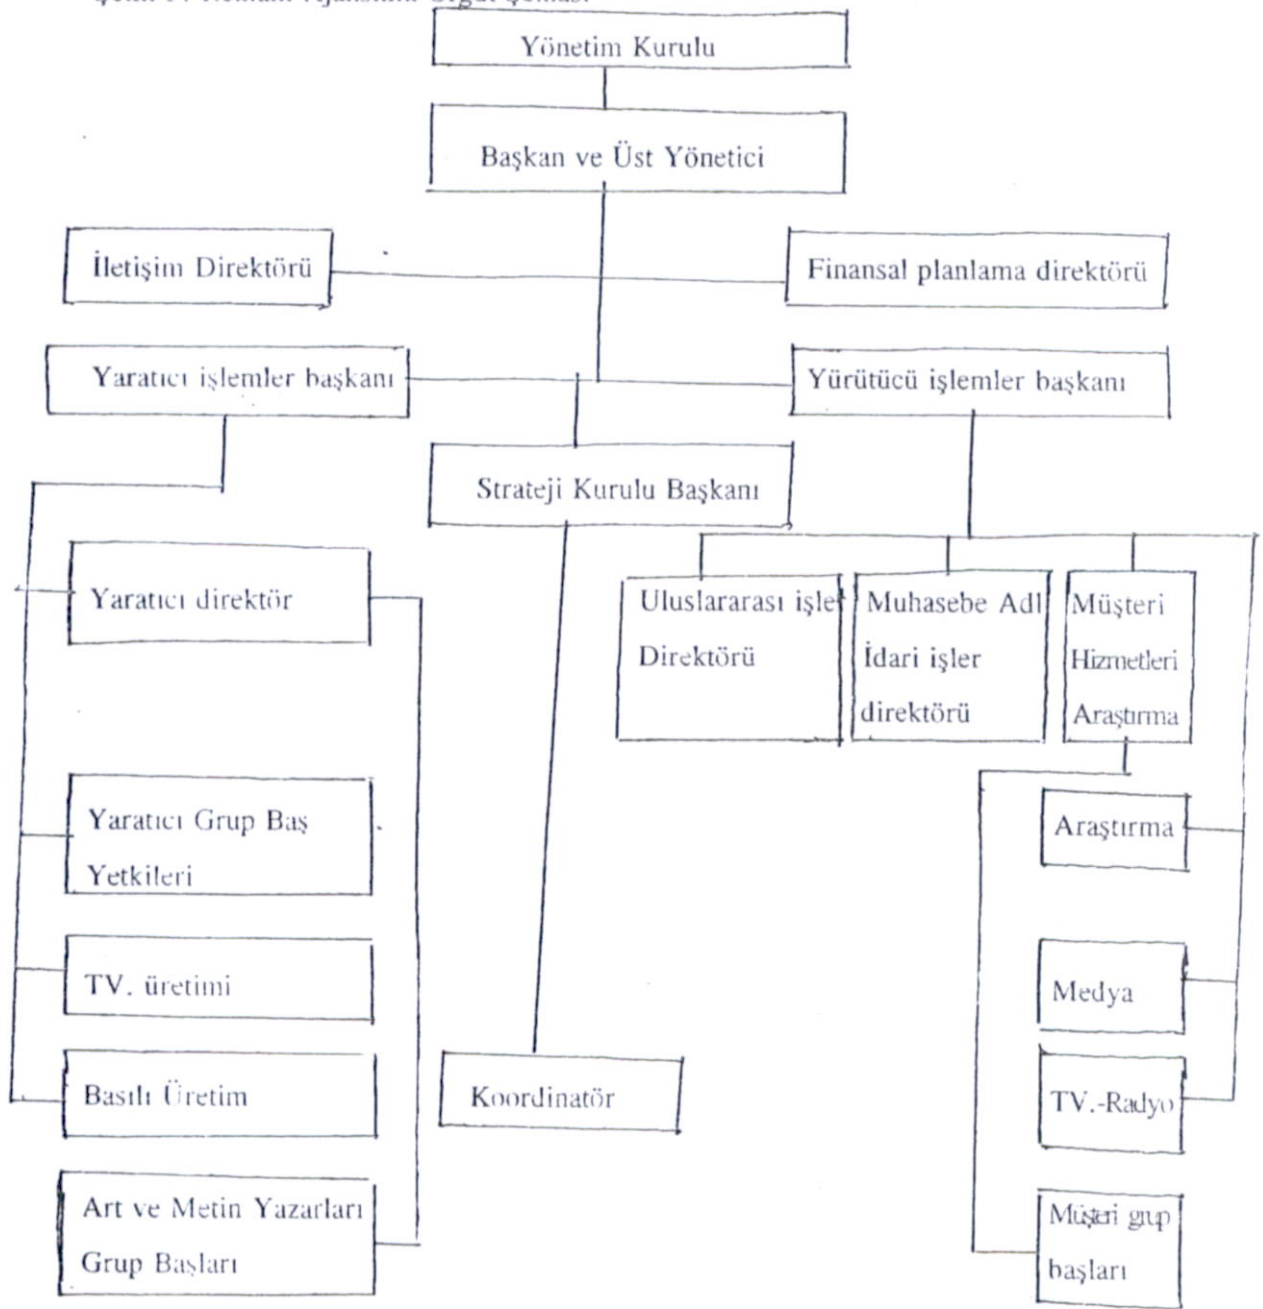 Yönetim Kurulu
Başkan ve Üst Yönetici
İletişim Direktörü
Finansal planlama direktörü
Yaratıcı işlemler başkanı
Yürütücü işlemler başkanı
Strateji Kurulu Başkanı
Yaratıcı direktör
Uluslararası işle
Direktörü
Muhasebe Adl
İdari işler
direktörü
Müşteri
Hizmetleri
Araştırma
Yaratıcı Grup Baş
Yetkileri
Araştırma
TV. üretimi
Medya
Basılı Üretim
Koordinatör
TV.-Radyo
Art ve Metin Yazarları
Grup Başları
Müşteri grup
başları